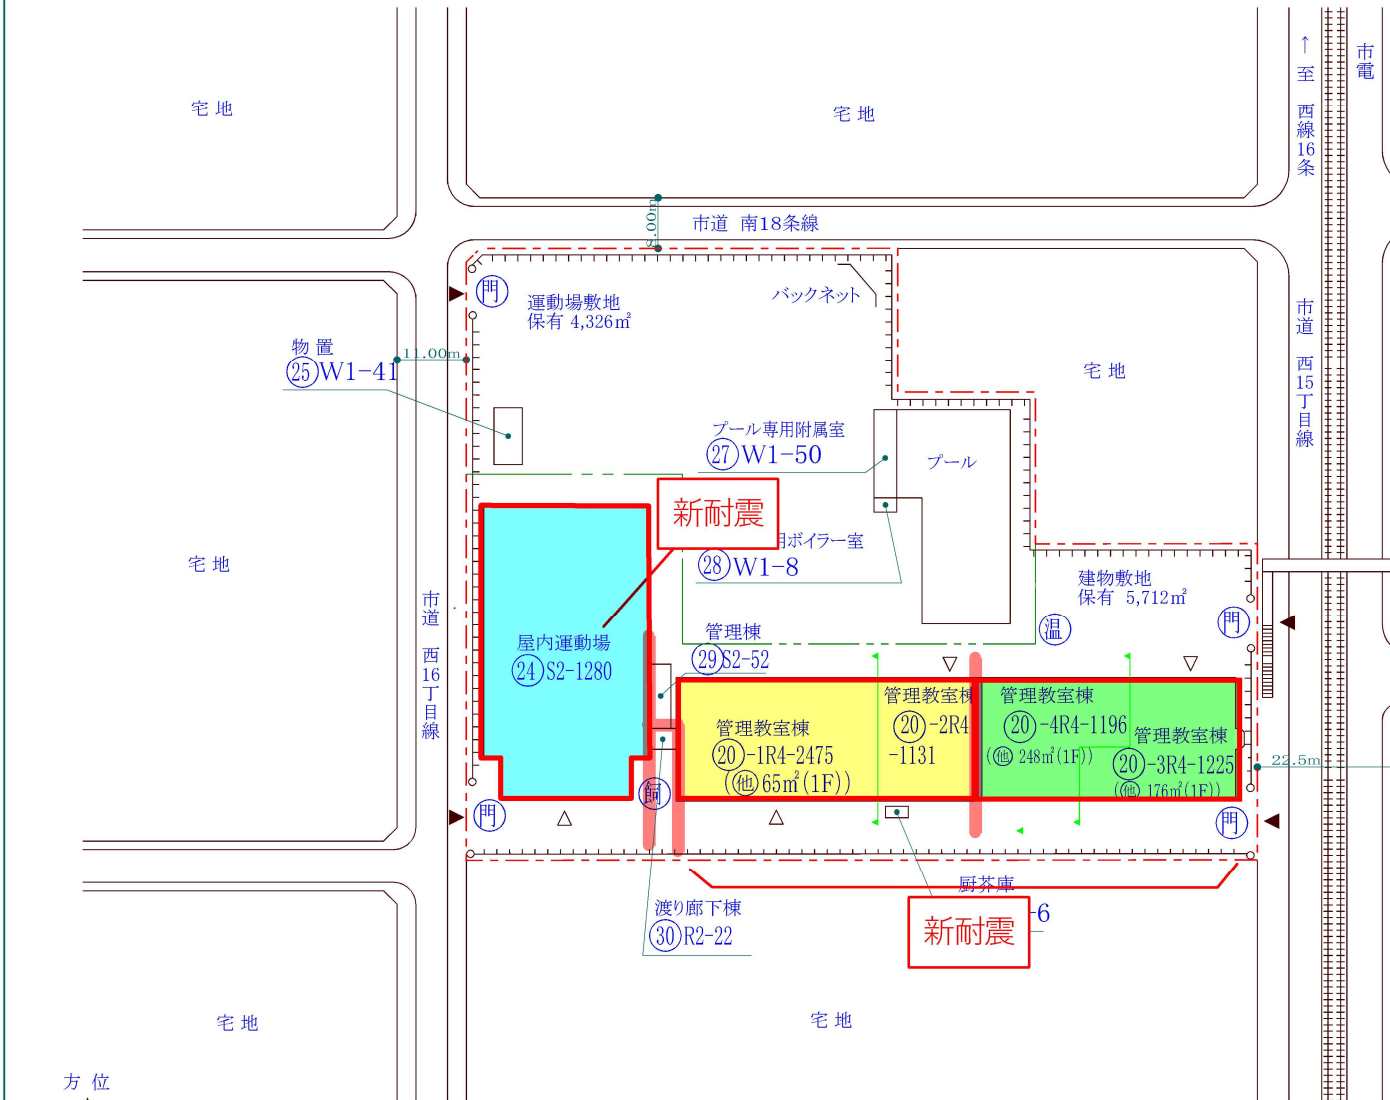 宅地
宅地
↑ 至 西線16条
市電
市道 南18条線
8.00m
門
運動場敷地
保有 4,326㎡
バックネット
物置
㉕W1-41
11.00m
宅地
市道 西15丁目線
プール専用附属室
㉗W1-50
プール
新耐震
用ボイラー室
㉘W1-8
宅地
建物敷地
保有 5,712㎡
市道 西16丁目線
温
門
屋内運動場
㉔S2-1280
管理棟
㉙S2-52
管理教室棟
⑳-1R4-2475
(㊀他 65㎡(1F))
管理教室棟
⑳-2R4
-1131
管理教室棟
⑳-4R4-1196
(他 248㎡(1F))
管理教室棟
⑳-3R4-1225
(他 176㎡(1F))
22.5m
飼
門
門
厨芥庫
-6
新耐震
渡り廊下棟
㉚R2-22
宅地
宅地
方位